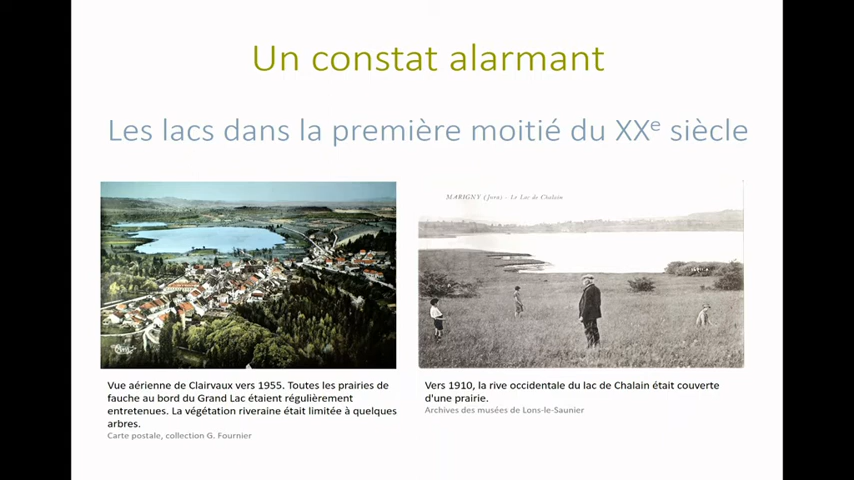 Un constat alarmant
Les lacs dans la première moitié du XXe siècle
MARIGNY (Jura) - Le Lac de Chalain
Vue aérienne de Clairvaux vers 1955. Toutes les prairies de
fauche au bord du Grand Lac étaient régulièrement
entretenues. La végétation riveraine était limitée à quelques
arbres.
Carte postale, collection G. Fournier
Vers 1910, la rive occidentale du lac de Chalain était couverte
d'une prairie.
Archives des musées de Lons-le-Saunier